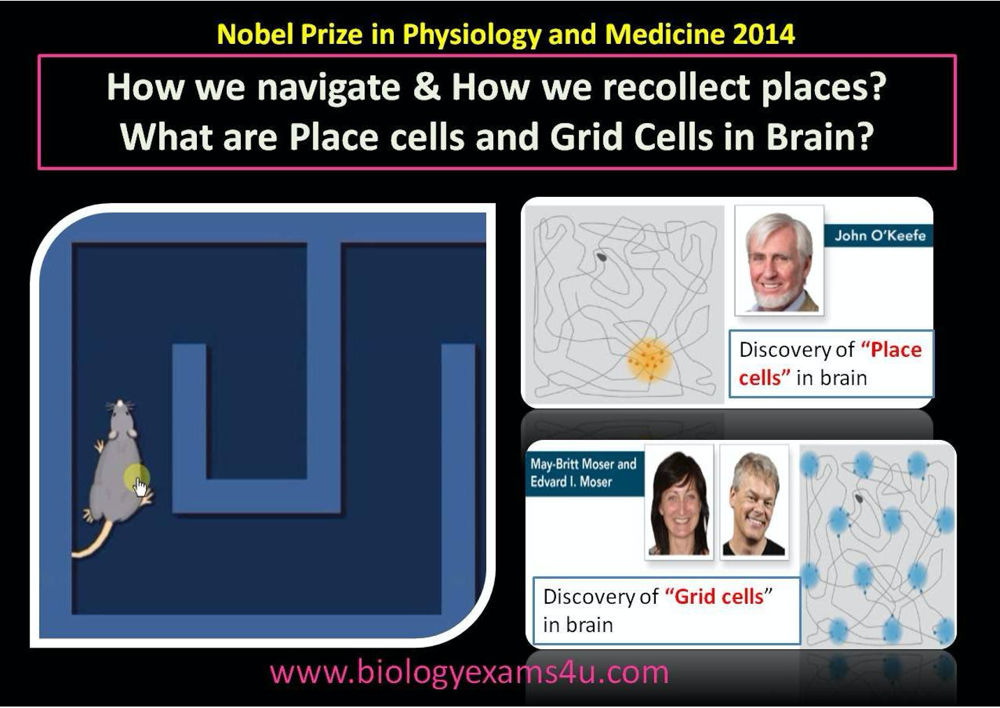 Nobel Prize in Physiology and Medicine 2014
How we navigate & How we recollect places?
What are Place cells and Grid Cells in Brain?
John O'Keefe
Discovery of “Place
cells” in brain
May-Britt Moser and
Edvard I. Moser
Discovery of “Grid cells”
in brain
www.biologyexams4u.com